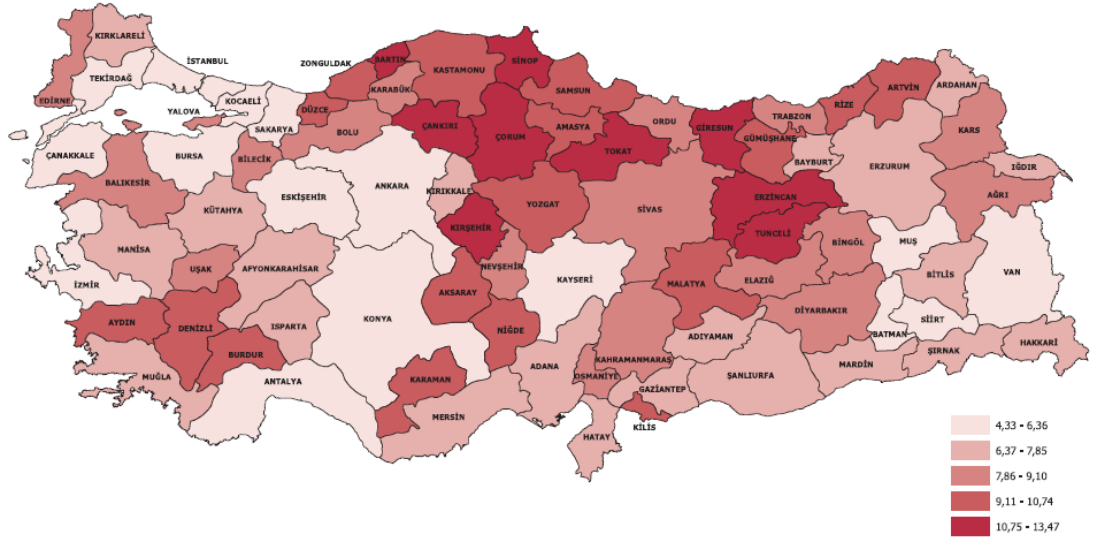 KIRKLARELİ
İSTANBUL
TEKİRDAĞ
EDİRNE
YALOVA
KOCAELİ
SAKARYA
ZONGULDAK
BARTIN
KASTAMONU
SİNOP
KARABÜK
DÜZCE
BOLU
SAMSUN
ÇANKIRI
ÇORUM
AMASYA
TOKAT
ORDU
GİRESUN
TRABZON
GÜMÜŞHANE
RİZE
ARTVİN
ARDAHAN
KARS
BAYBURT
ERZURUM
IĞDIR
AĞRI
ÇANAKKALE
BURSA
BİLECİK
BALIKESİR
ESKİŞEHİR
ANKARA
KIRIKKALE
KÜTAHYA
KIRŞEHİR
YOZGAT
SİVAS
ERZİNCAN
TUNCELİ
BİNGÖL
MUŞ
BİTLİS
VAN
MANİSA
UŞAK
AFYONKARAHİSAR
İZMİR
NEVŞEHİR
KAYSERİ
AKSARAY
MALATYA
ELAZIĞ
DİYARBAKIR
BATMAN
SİİRT
ŞIRNAK
HAKKARİ
AYDIN
DENİZLİ
ISPARTA
BURDUR
KONYA
NİĞDE
ADIYAMAN
KAHRAMANMARAŞ
MARDİN
MUĞLA
ANTALYA
KARAMAN
MERSİN
ADANA
OSMANİYE
GAZİANTEP
ŞANLIURFA
KİLİS
HATAY
4,33 - 6,36
6,37 - 7,85
7,86 - 9,10
9,11 - 10,74
10,75 - 13,47